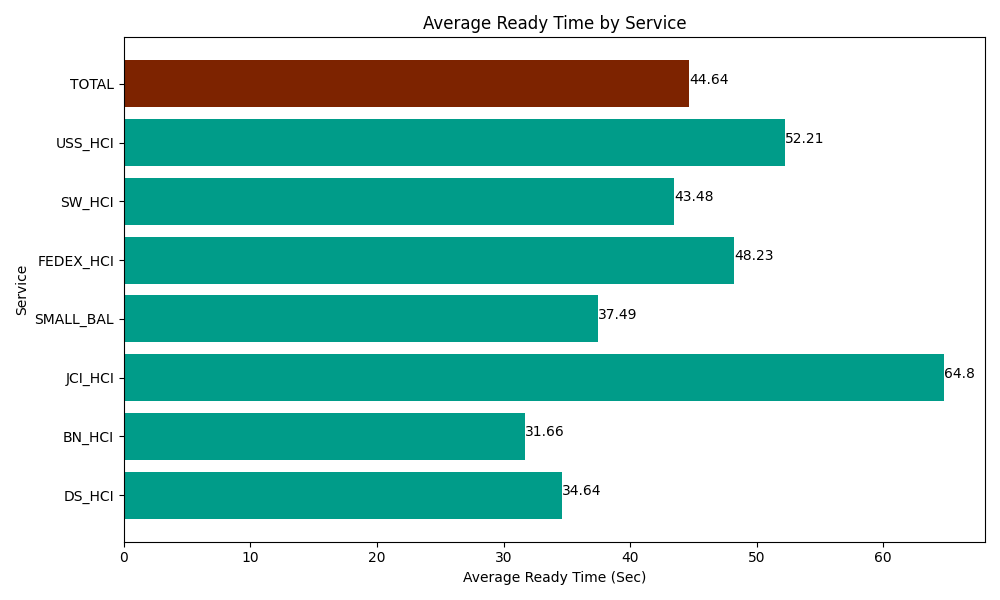 Average Ready Time by Service
Service
TOTAL 44.64
USS_HCI 52.21
SW_HCI 43.48
FEDEX_HCI 48.23
SMALL_BAL 37.49
JCI_HCI 64.8
BN_HCI 31.66
DS_HCI 34.64
0 10 20 30 40 50 60
Average Ready Time (Sec)